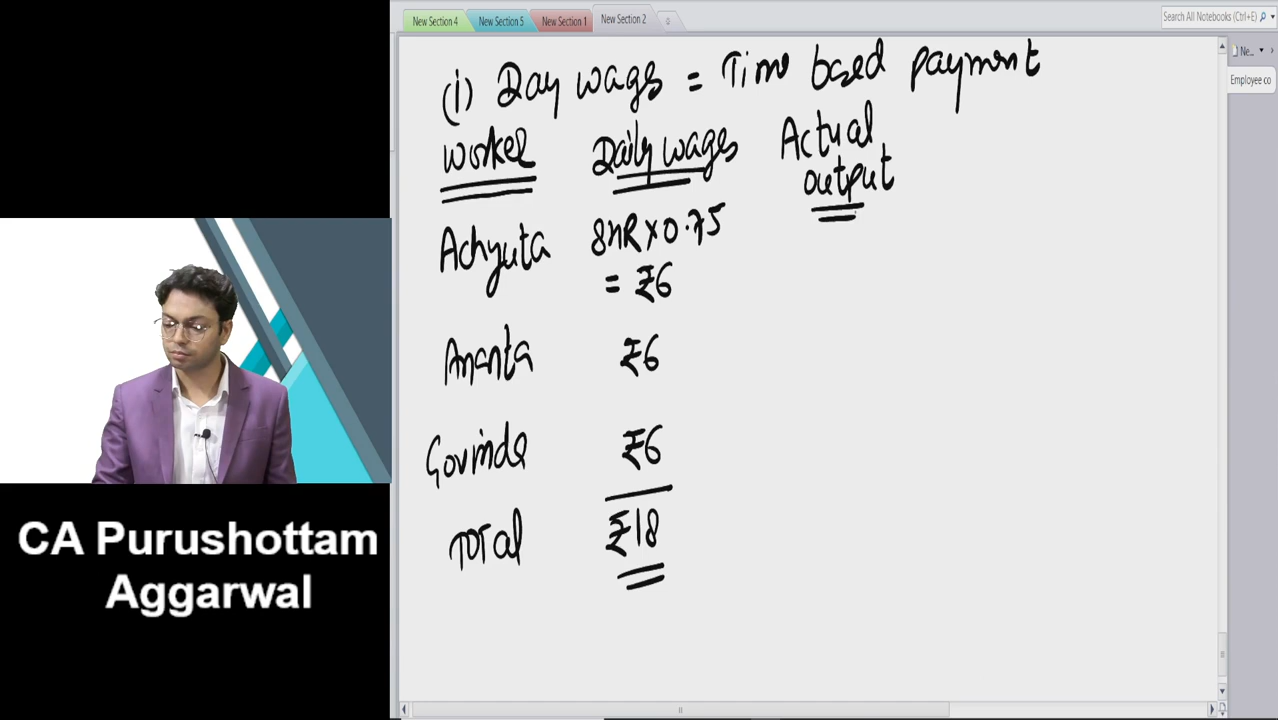 New Section 4
New Section 5
New Section 1
New Section 2
Search All Notebooks (Ctrl+E)
Ne...
Employee co
(i) Day wages = Time based payment
Worker Daily wages Actual output
Achyuta 8HR×0.75
= ₹6
Ananta ₹6
Govinda ₹6
Total ₹18
CA Purushottam
Aggarwal